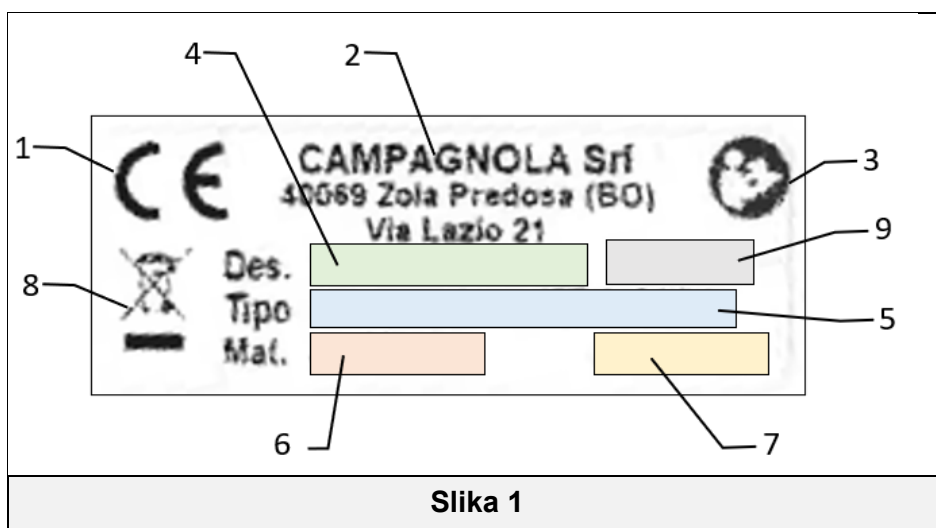 4
2
1
CE
CAMPAGNOLA Srl
40069 Zola Predosa (BO)
Via Lazio 21
3
9
8
Des.
Tipo
5
Mat.
6
7
Slika 1